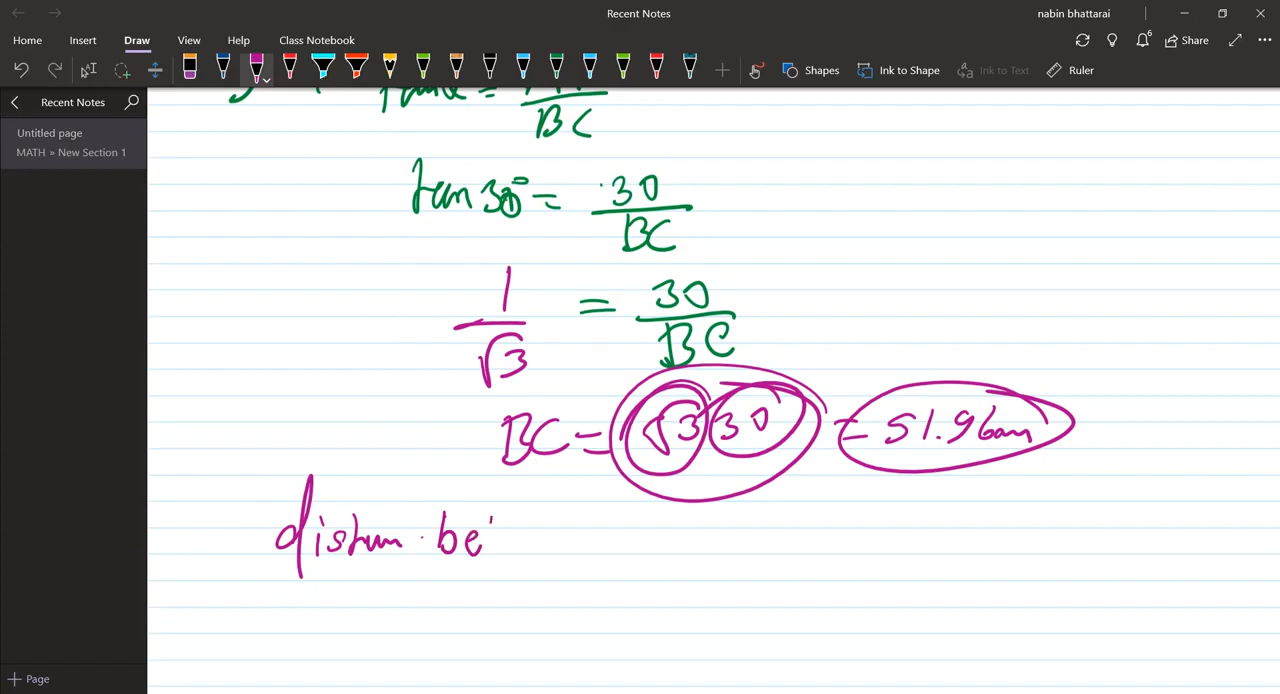 Recent Notes
nabin bhattarai
Home Insert Draw View Help Class Notebook
Share
Shapes Ink to Shape Ink to Text Ruler
Recent Notes
Untitled page
MATH » New Section 1
=
BC
tan 30° = 30
BC
1 = 30
√3 BC
BC = √3 30 = 51.96
be
Page